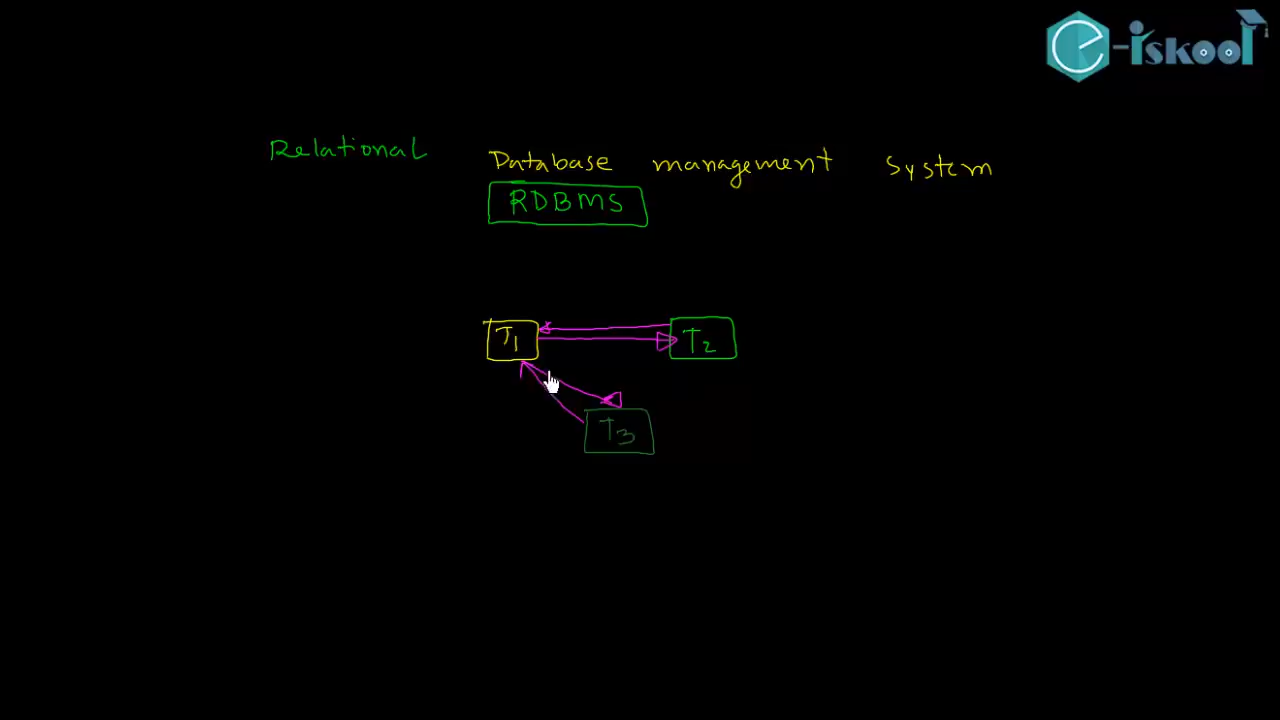 e-iskool
Relational Database management system
RDBMS
T1 T2
T3